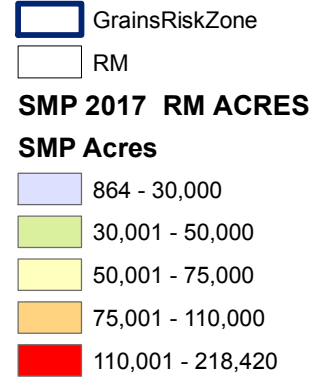 GrainsRiskZone
RM
SMP 2017 RM ACRES
SMP Acres
864 - 30,000
30,001 - 50,000
50,001 - 75,000
75,001 - 110,000
110,001 - 218,420